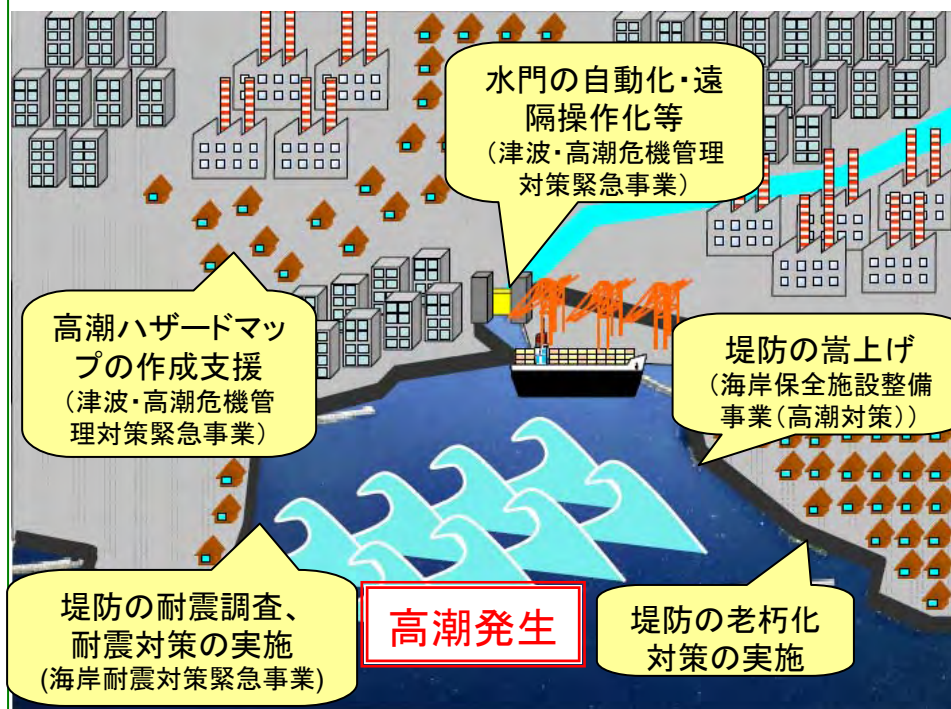 水門の自動化・遠
隔操作化等
（津波・高潮危機管理
対策緊急事業）
高潮ハザードマッ
プの作成支援
（津波・高潮危機管
理対策緊急事業）
堤防の嵩上げ
（海岸保全施設整備
事業（高潮対策））
堤防の耐震調査、
耐震対策の実施
(海岸耐震対策緊急事業)
高潮発生
堤防の老朽化
対策の実施